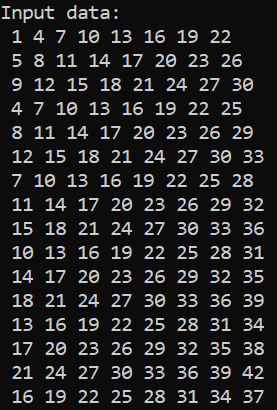 Input data:
1 4 7 10 13 16 19 22
5 8 11 14 17 20 23 26
9 12 15 18 21 24 27 30
4 7 10 13 16 19 22 25
8 11 14 17 20 23 26 29
12 15 18 21 24 27 30 33
7 10 13 16 19 22 25 28
11 14 17 20 23 26 29 32
15 18 21 24 27 30 33 36
10 13 16 19 22 25 28 31
14 17 20 23 26 29 32 35
18 21 24 27 30 33 36 39
13 16 19 22 25 28 31 34
17 20 23 26 29 32 35 38
21 24 27 30 33 36 39 42
16 19 22 25 28 31 34 37